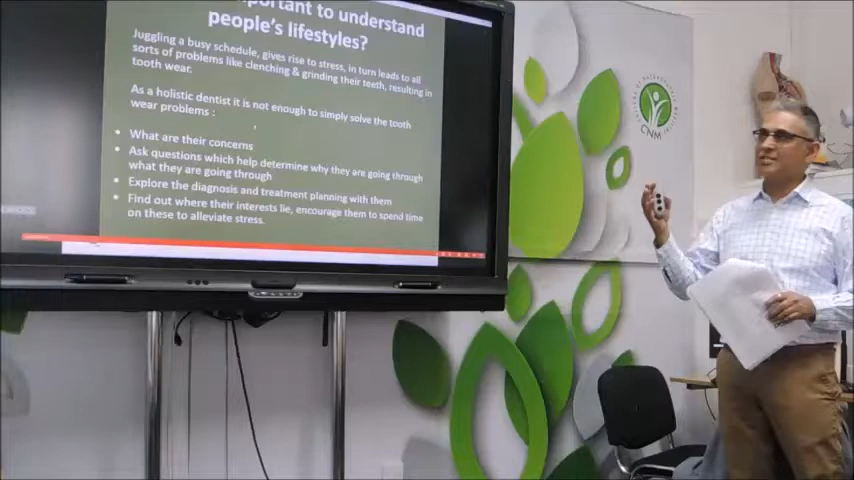 important to understand
people's lifestyles?
Juggling a busy schedule, gives rise to stress, in turn leads to all
sorts of problems like clenching & grinding their teeth, resulting in
tooth wear.
As a holistic dentist it is not enough to simply solve the tooth
wear problems :
What are their concerns
Ask questions which help determine why they are going through
what they are going through
Explore the diagnosis and treatment planning with them
Find out where their interests lie, encourage them to spend time
on these to alleviate stress.
CNM